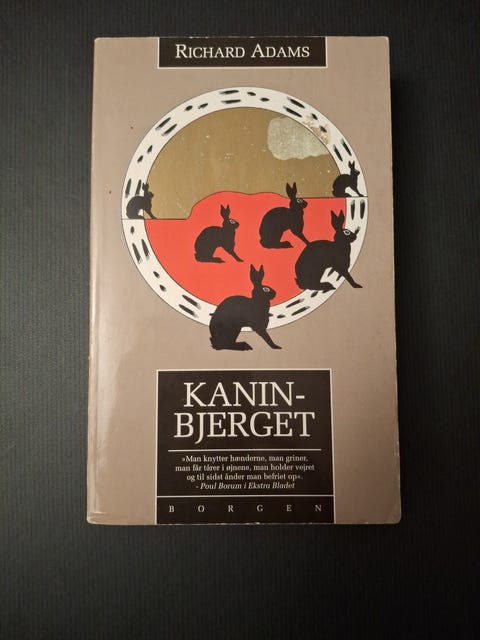 RICHARD ADAMS
KANIN-
BJERGET
»Man knytter hænderne, man griner,
man får tårer i øjnene, man holder vejret
og til sidst ånder man befriet op«.
- Poul Borum i Ekstra Bladet
BORGEN